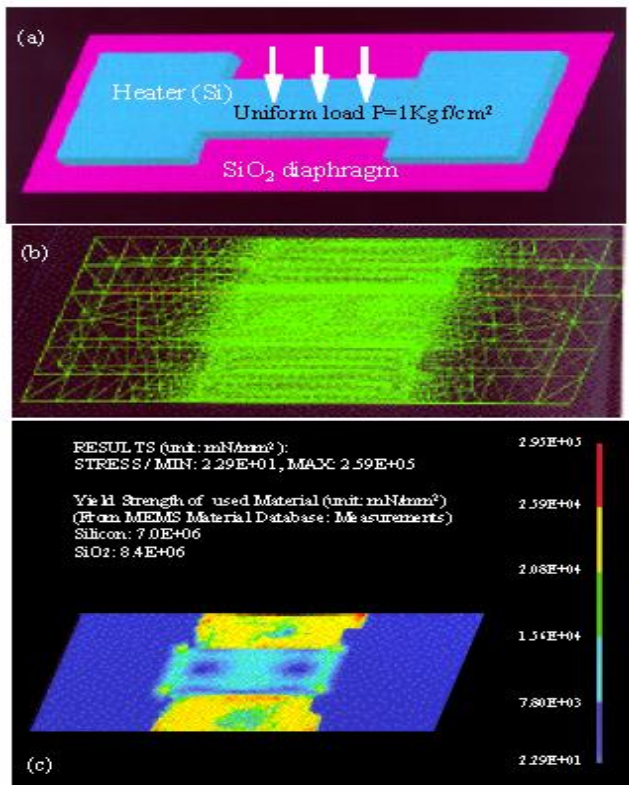 (a)
Heater (Si)
Uniform load P=1Kgf/cm²
SiO₂ diaphragm
(b)
RESULTS (unit: mN/mm²):
STRESS / MIN: 2.29E+01, MAX: 2.59E+05
Yield Strength of used Material (unit: mN/mm²)
(From MEMS Material Database: Measurements)
Silicon: 7.0E+06
SiO2: 8.4E+06
2.95E+05
2.59E+04
2.08E+04
1.54E+04
7.80E+03
2.29E+01
(c)